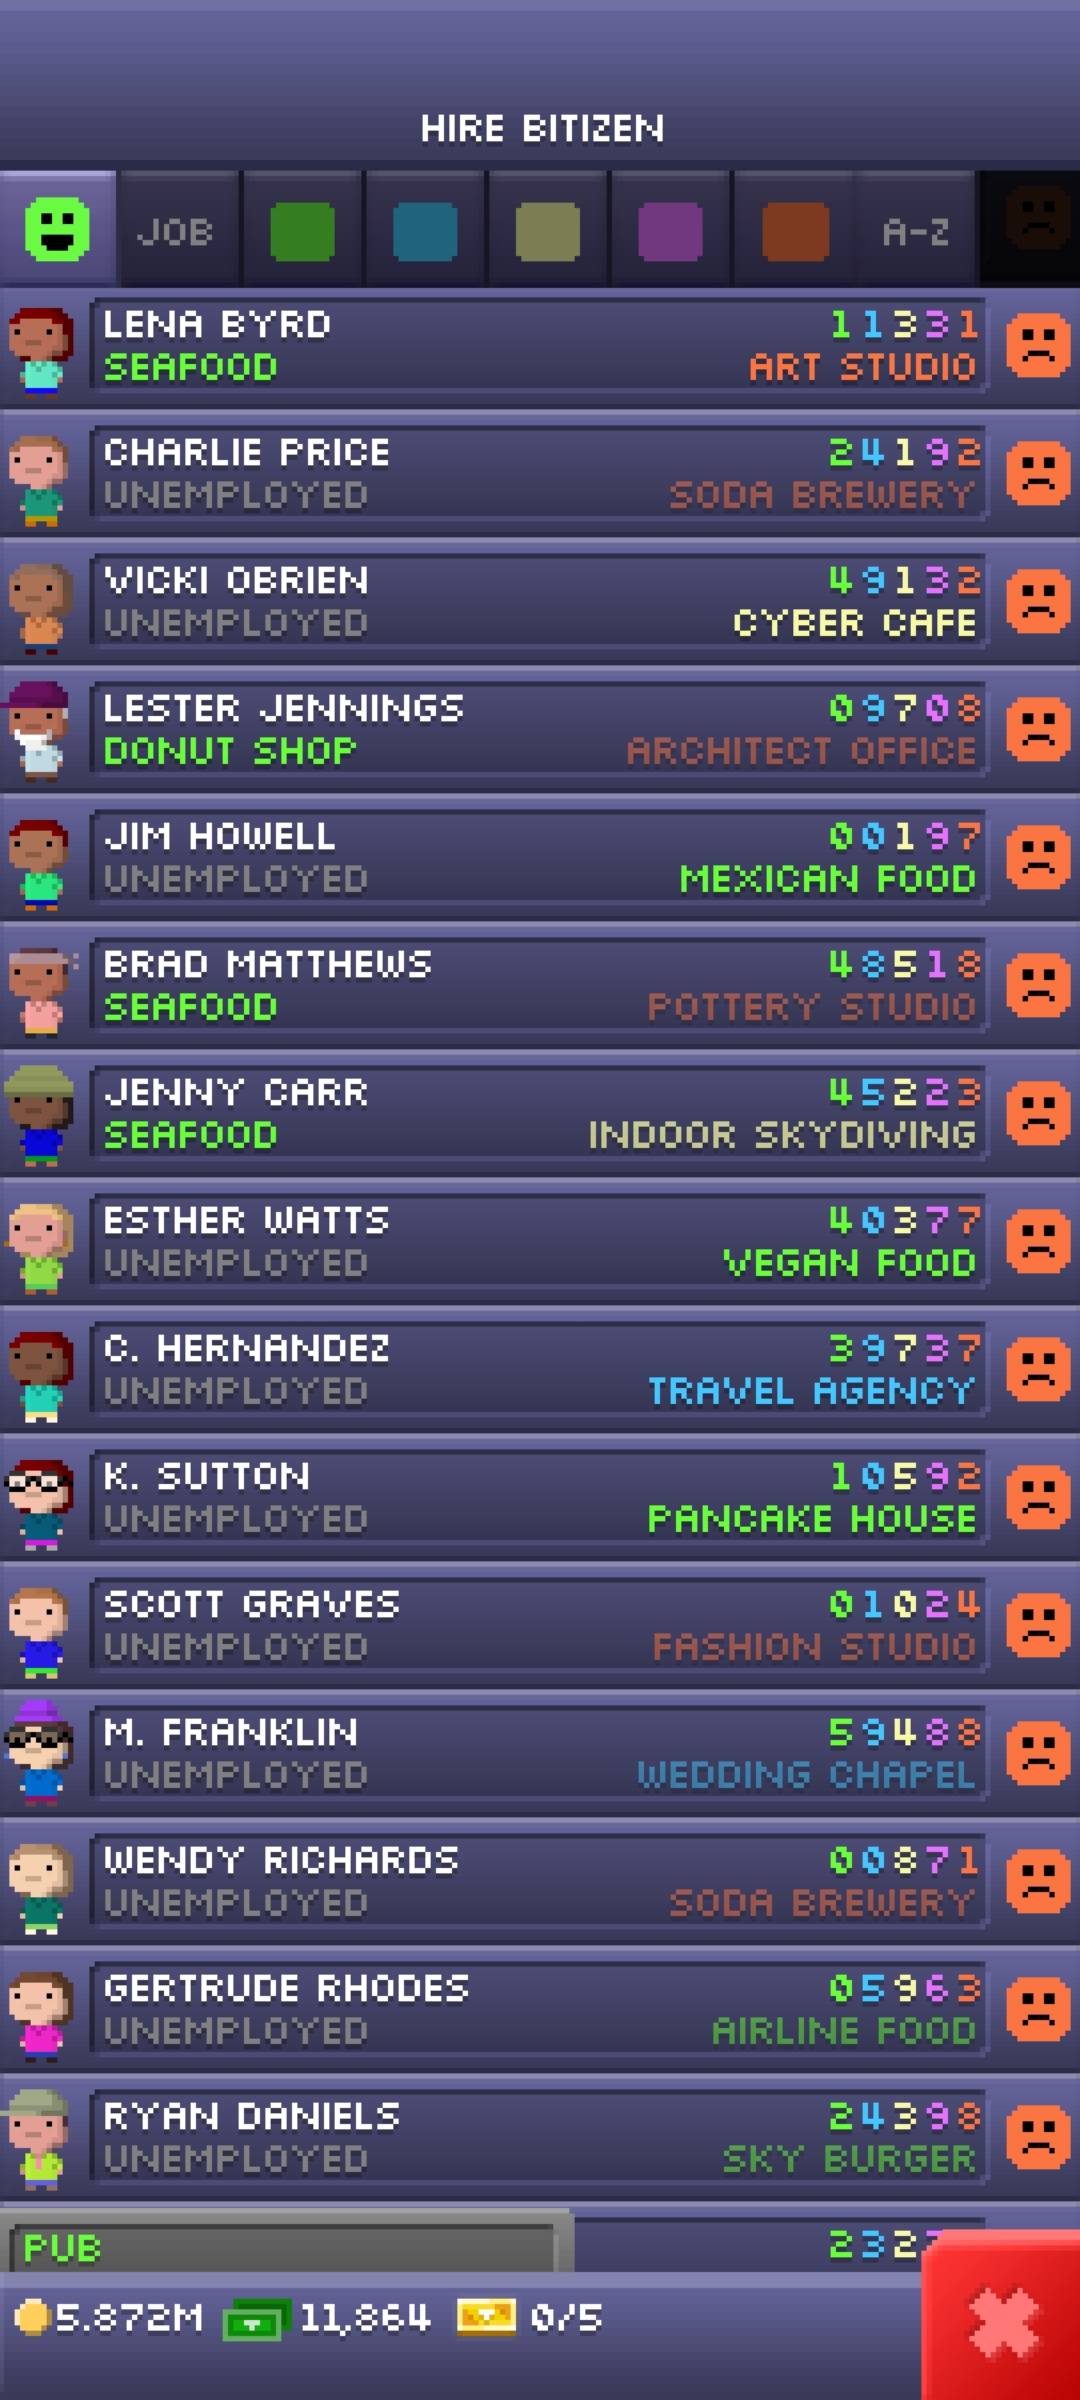 HIRE BITIZEN
JOB A-Z
LENA BYRD 11331
SEAFOOD ART STUDIO
CHARLIE PRICE 24192
UNEMPLOYED SODA BREWERY
VICKI OBRIEN 49132
UNEMPLOYED CYBER CAFE
LESTER JENNINGS 09708
DONUT SHOP ARCHITECT OFFICE
JIM HOWELL 00197
UNEMPLOYED MEXICAN FOOD
BRAD MATTHEWS 48518
SEAFOOD POTTERY STUDIO
JENNY CARR 45223
SEAFOOD INDOOR SKYDIVING
ESTHER WATTS 40377
UNEMPLOYED VEGAN FOOD
C. HERNANDEZ 39737
UNEMPLOYED TRAVEL AGENCY
K. SUTTON 10592
UNEMPLOYED PANCAKE HOUSE
SCOTT GRAVES 01024
UNEMPLOYED FASHION STUDIO
M. FRANKLIN 59488
UNEMPLOYED WEDDING CHAPEL
WENDY RICHARDS 00871
UNEMPLOYED SODA BREWERY
GERTRUDE RHODES 05963
UNEMPLOYED AIRLINE FOOD
RYAN DANIELS 24398
UNEMPLOYED SKY BURGER
PUB 232
5.872M 11,864 0/5